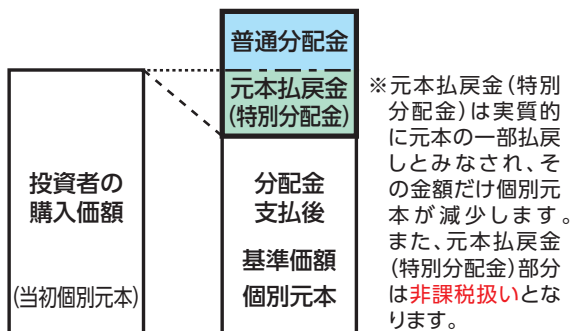 普通分配金
元本払戻金
(特別分配金)
投資者の
購入価額
(当初個別元本)
分配金
支払後
基準価額
個別元本
※元本払戻金(特別
分配金)は実質的
に元本の一部払戻
しとみなされ、そ
の金額だけ個別元
本が減少します。
また、元本払戻金
(特別分配金)部分
は非課税扱いとな
ります。